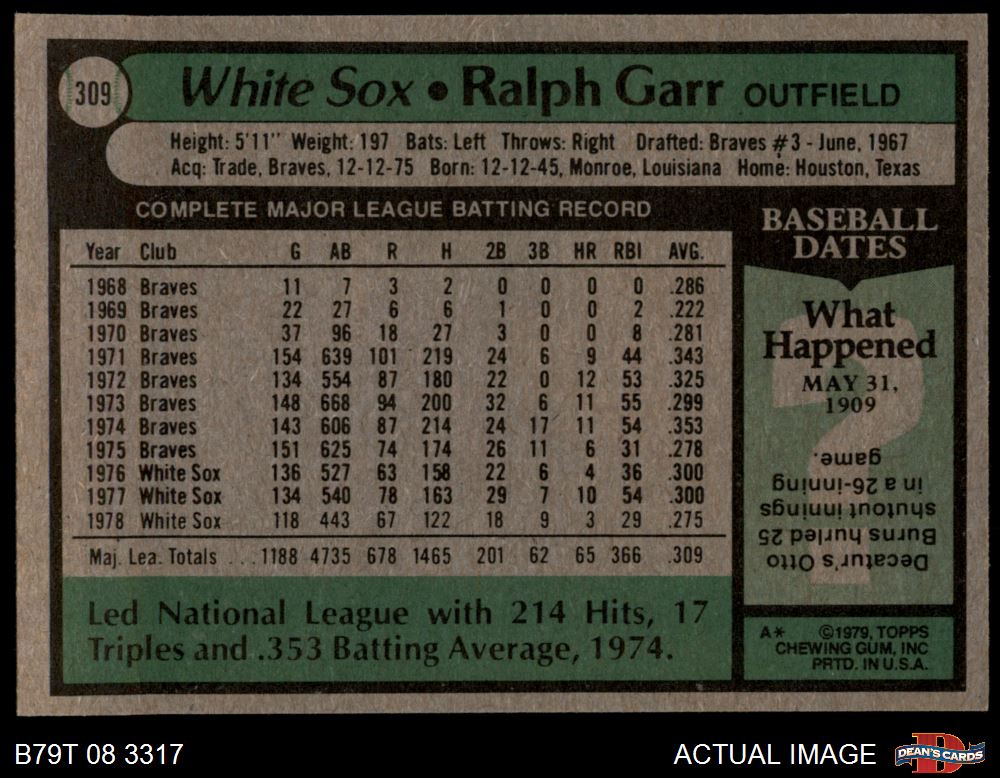 309
White Sox • Ralph Garr OUTFIELD
Height: 5'11" Weight: 197 Bats: Left Throws: Right Drafted: Braves #3 - June, 1967
Acq: Trade, Braves, 12-12-75 Born: 12-12-45, Monroe, Louisiana Home: Houston, Texas
COMPLETE MAJOR LEAGUE BATTING RECORD
Year Club G AB R H 2B 3B HR RBI AVG.
1968 Braves 11 7 3 2 0 0 0 0 .286
1969 Braves 22 27 6 6 1 0 0 2 .222
1970 Braves 37 96 18 27 3 0 0 8 .281
1971 Braves 154 639 101 219 24 6 9 44 .343
1972 Braves 134 554 87 180 22 0 12 53 .325
1973 Braves 148 668 94 200 32 6 11 55 .299
1974 Braves 143 606 87 214 24 17 11 54 .353
1975 Braves 151 625 74 174 26 11 6 31 .278
1976 White Sox 136 527 63 158 22 6 4 36 .300
1977 White Sox 134 540 78 163 29 7 10 54 .300
1978 White Sox 118 443 67 122 18 9 3 29 .275
Maj. Lea. Totals ... 1188 4735 678 1465 201 62 65 366 .309
Led National League with 214 Hits, 17
Triples and .353 Batting Average, 1974.
BASEBALL
DATES
What
Happened
MAY 31,
1909
Decatur's Otto
Burns hurled 25
shutout innings
in a 26-inning
game.
A* ©1979, TOPPS
CHEWING GUM, INC
PRTD. IN U.S.A.
B79T 08 3317
ACTUAL IMAGE
DEAN'S CARDS